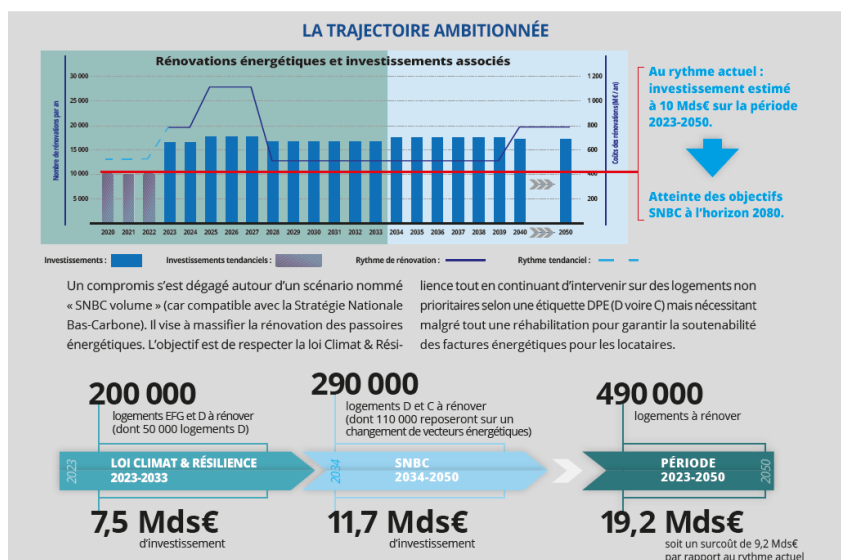 LA TRAJECTOIRE AMBITIONNÉE
Rénovations énergétiques et investissements associés
Nombre de rénovations par an
30 000
25 000
20 000
15 000
10 000
5 000
1 200
1 000
800
600
400
200
Coûts des rénovations (M€ / an)
2020 2021 2022 2023 2024 2025 2026 2027 2028 2029 2030 2031 2032 2033 2034 2035 2036 2037 2038 2039 2040 2050
Investissements :
Investissements tendanciels :
Rythme de rénovation :
Rythme tendanciel :
Au rythme actuel :
investissement estimé
à 10 Mds€ sur la période
2023-2050.
Atteinte des objectifs
SNBC à l'horizon 2080.
Un compromis s’est dégagé autour d’un scénario nommé
« SNBC volume » (car compatible avec la Stratégie Nationale
Bas-Carbone). Il vise à massifier la rénovation des passoires
énergétiques. L’objectif est de respecter la loi Climat & Rési-
lience tout en continuant d’intervenir sur des logements non
prioritaires selon une étiquette DPE (D voire C) mais nécessitant
malgré tout une réhabilitation pour garantir la soutenabilité
des factures énergétiques pour les locataires.
200 000
logements EFG et D à rénover
(dont 50 000 logements D)
2023
LOI CLIMAT & RÉSILIENCE
2023-2033
7,5 Mds€
d’investissement
290 000
logements D et C à rénover
(dont 110 000 reposeront sur un
changement de vecteurs énergétiques)
2034
SNBC
2034-2050
11,7 Mds€
d’investissement
490 000
logements à rénover
PÉRIODE
2023-2050
2050
19,2 Mds€
soit un surcoût de 9,2 Mds€
par rapport au rythme actuel